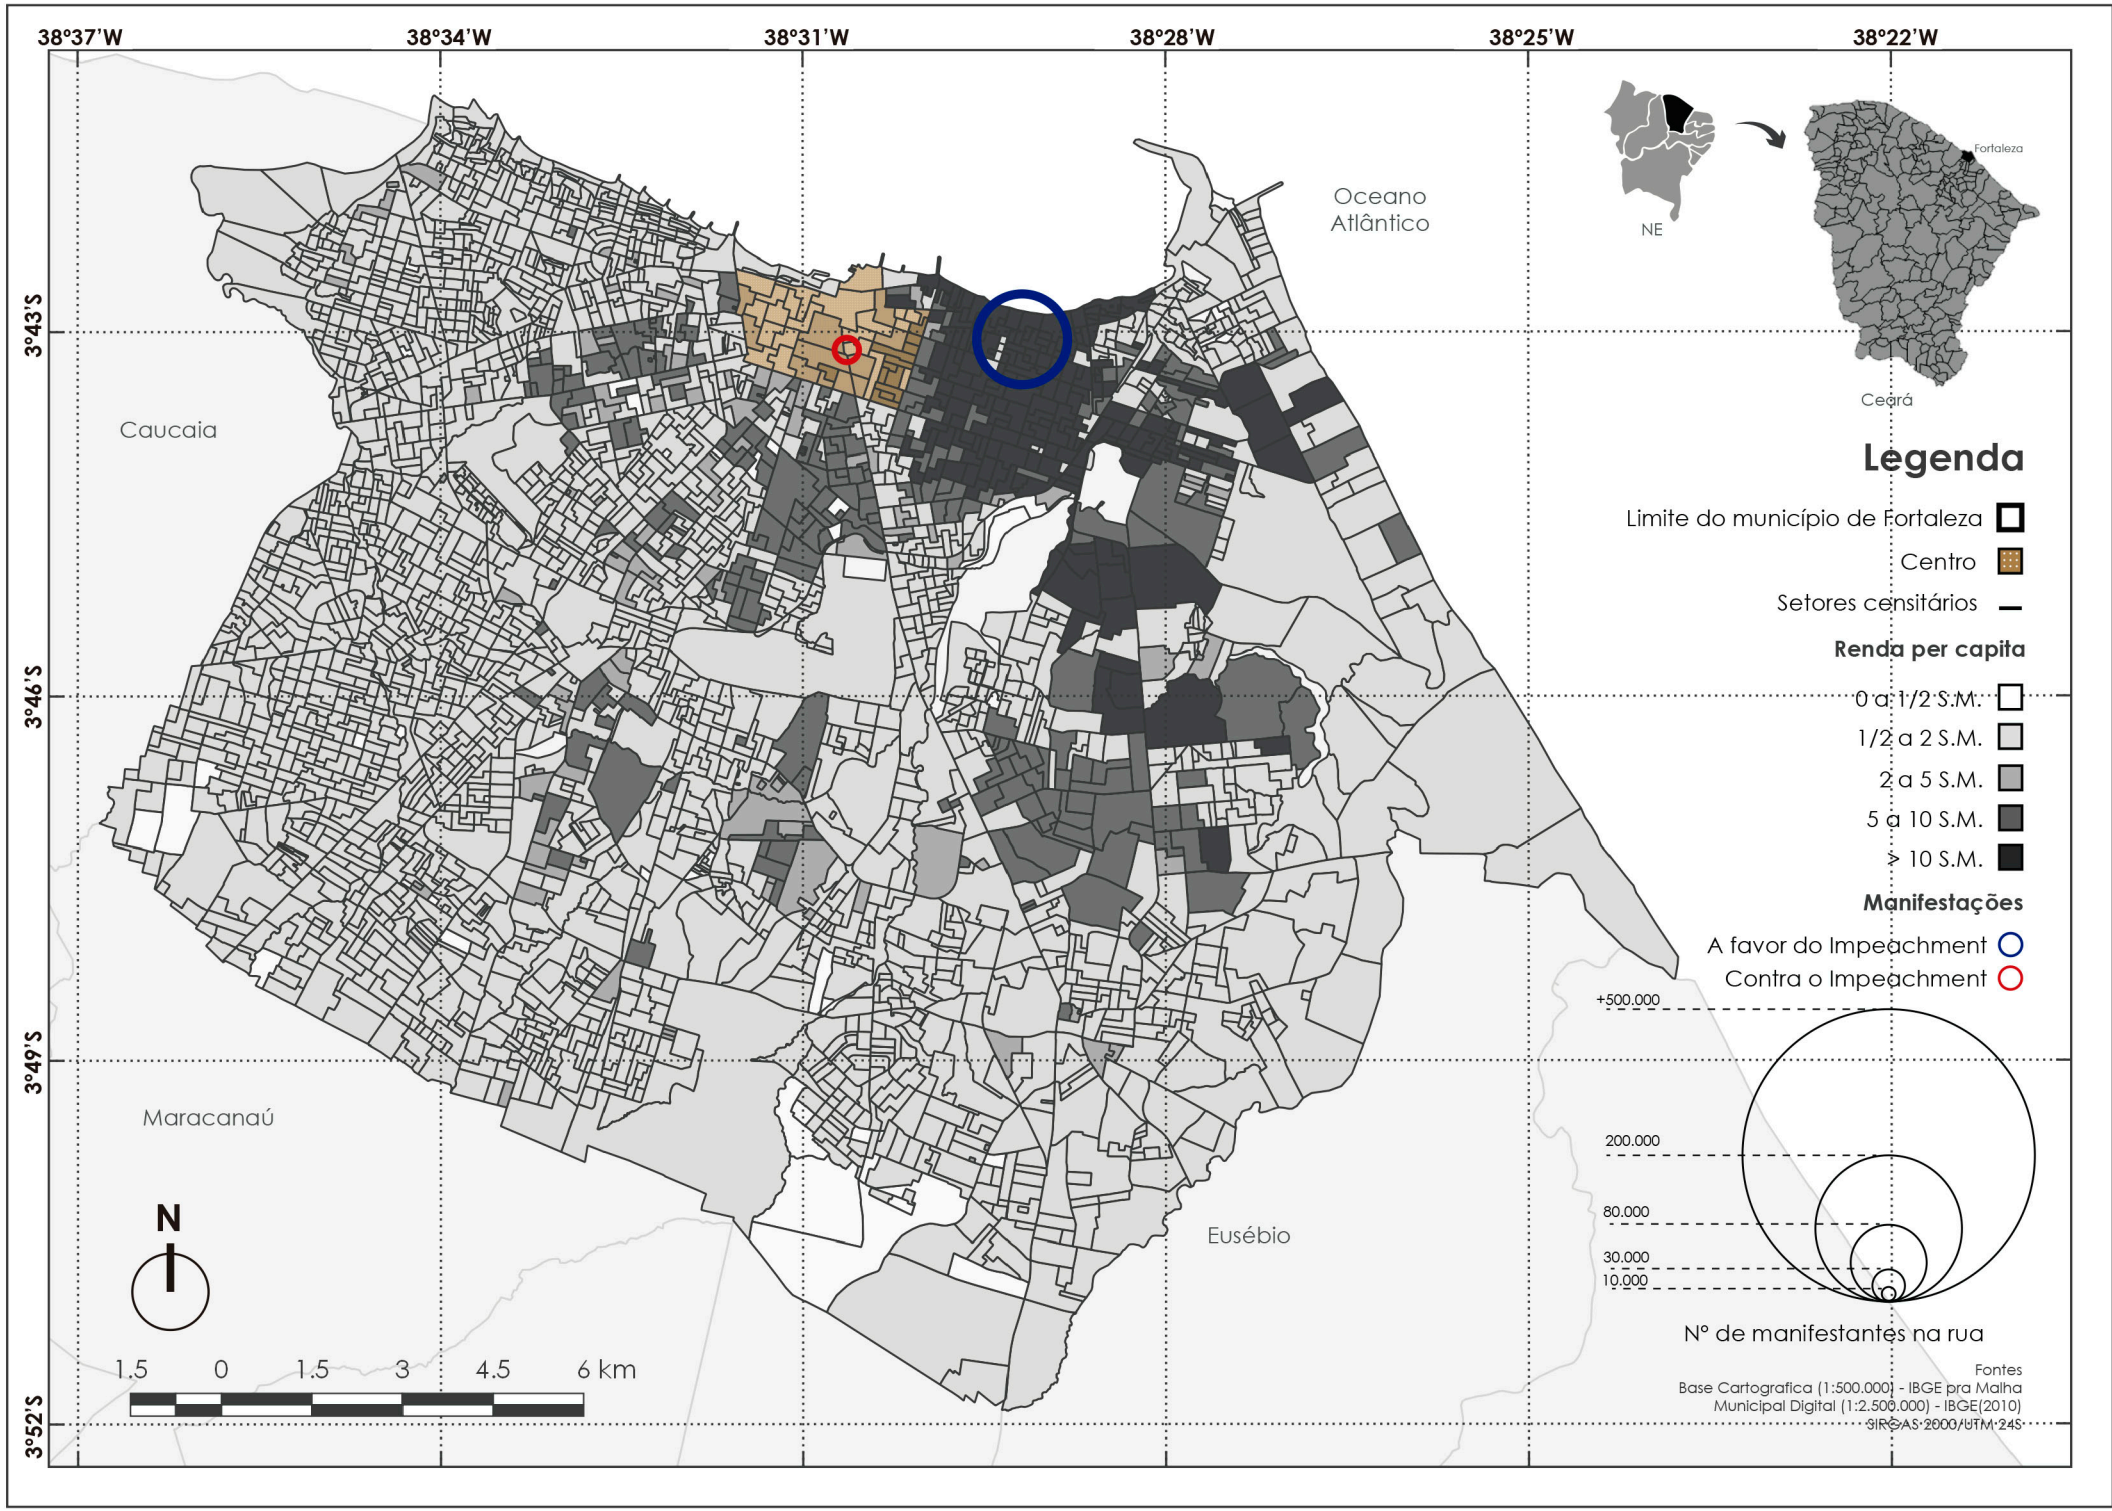 38°37'W 38°34'W 38°31'W 38°28'W 38°25'W 38°22'W
3°43'S
3°46'S
3°49'S
3°52'S
Oceano
Atlântico
NE
Fortaleza
Ceará
Caucaia
Maracanaú
Eusébio
Legenda
Limite do município de Fortaleza
Centro
Setores censitários
Renda per capita
0 a 1/2 S.M.
1/2 a 2 S.M.
2 a 5 S.M.
5 a 10 S.M.
> 10 S.M.
Manifestações
A favor do Impeachment
Contra o Impeachment
+500.000
200.000
80.000
30.000
10.000
N° de manifestantes na rua
N
1.5 0 1.5 3 4.5 6 km
Fontes
Base Cartografica (1:500.000) - IBGE pra Malha
Municipal Digital (1:2.500.000) - IBGE(2010)
SIRGAS 2000/UTM 24S